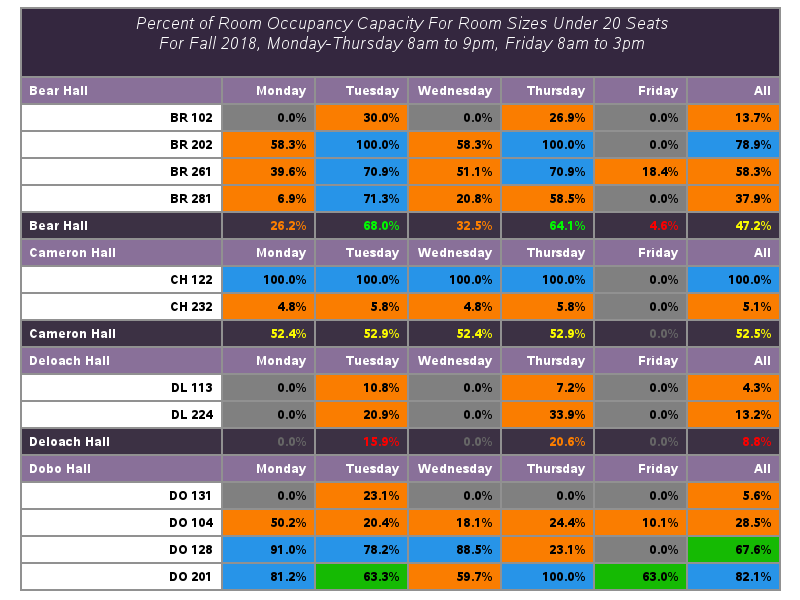 Percent of Room Occupancy Capacity For Room Sizes Under 20 Seats
For Fall 2018, Monday-Thursday 8am to 9pm, Friday 8am to 3pm
Bear Hall Monday Tuesday Wednesday Thursday Friday All
BR 102 0.0% 30.0% 0.0% 26.9% 0.0% 13.7%
BR 202 58.3% 100.0% 58.3% 100.0% 0.0% 78.9%
BR 261 39.6% 70.9% 51.1% 70.9% 18.4% 58.3%
BR 281 6.9% 71.3% 20.8% 58.5% 0.0% 37.9%
Bear Hall 26.2% 68.0% 32.5% 64.1% 4.6% 47.2%
Cameron Hall Monday Tuesday Wednesday Thursday Friday All
CH 122 100.0% 100.0% 100.0% 100.0% 0.0% 100.0%
CH 232 4.8% 5.8% 4.8% 5.8% 0.0% 5.1%
Cameron Hall 52.4% 52.9% 52.4% 52.9% 0.0% 52.5%
Deloach Hall Monday Tuesday Wednesday Thursday Friday All
DL 113 0.0% 10.8% 0.0% 7.2% 0.0% 4.3%
DL 224 0.0% 20.9% 0.0% 33.9% 0.0% 13.2%
Deloach Hall 0.0% 15.9% 0.0% 20.6% 0.0% 8.8%
Dobo Hall Monday Tuesday Wednesday Thursday Friday All
DO 131 0.0% 23.1% 0.0% 0.0% 0.0% 5.6%
DO 104 50.2% 20.4% 18.1% 24.4% 10.1% 28.5%
DO 128 91.0% 78.2% 88.5% 23.1% 0.0% 67.6%
DO 201 81.2% 63.3% 59.7% 100.0% 63.0% 82.1%